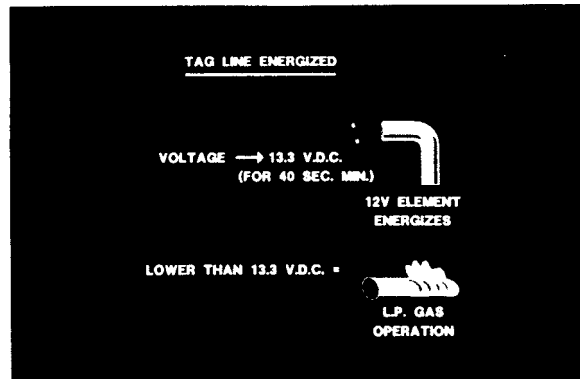 TAG LINE ENERGIZED
VOLTAGE → 13.3 V.D.C.
(FOR 40 SEC. MIN.)
12V ELEMENT
ENERGIZES
LOWER THAN 13.3 V.D.C. =
L.P. GAS
OPERATION